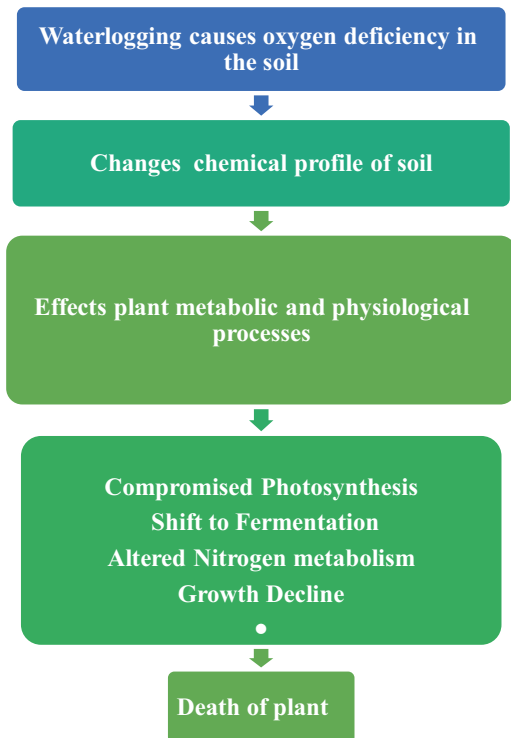 Waterlogging causes oxygen deficiency in
the soil
Changes chemical profile of soil
Effects plant metabolic and physiological
processes
Compromised Photosynthesis
Shift to Fermentation
Altered Nitrogen metabolism
Growth Decline
•
Death of plant